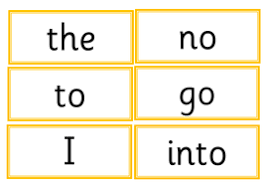 the no
to go
I into